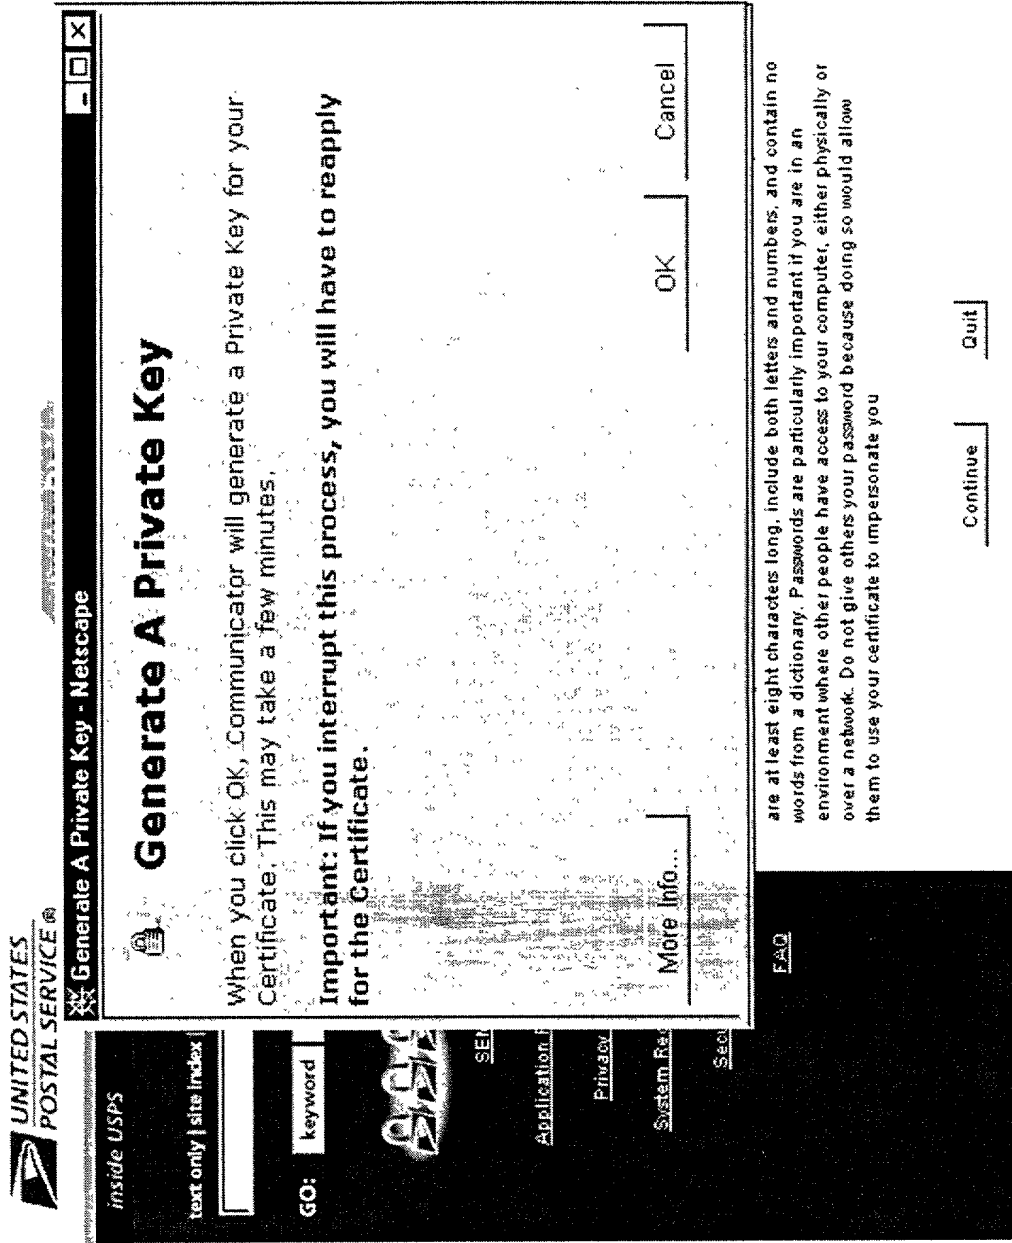 UNITED STATES
POSTAL SERVICE ®
Generate A Private Key - Netscape
Generate A Private Key
When you click OK, Communicator will generate a Private Key for your
Certificate. This may take a few minutes.
Important: If you interrupt this process, you will have to reapply
for the Certificate.
More Info...
OK
Cancel
inside USPS
text only | site index |
GO:
keyword
Application
Privacy
System Re
Secu
FAQ
are at least eight characters long, include both letters and numbers, and contain no
words from a dictionary. Passwords are particularly important if you are in an
environment where other people have access to your computer, either physically or
over a network. Do not give others your password because doing so would allow
them to use your certificate to impersonate you
Continue
Quit